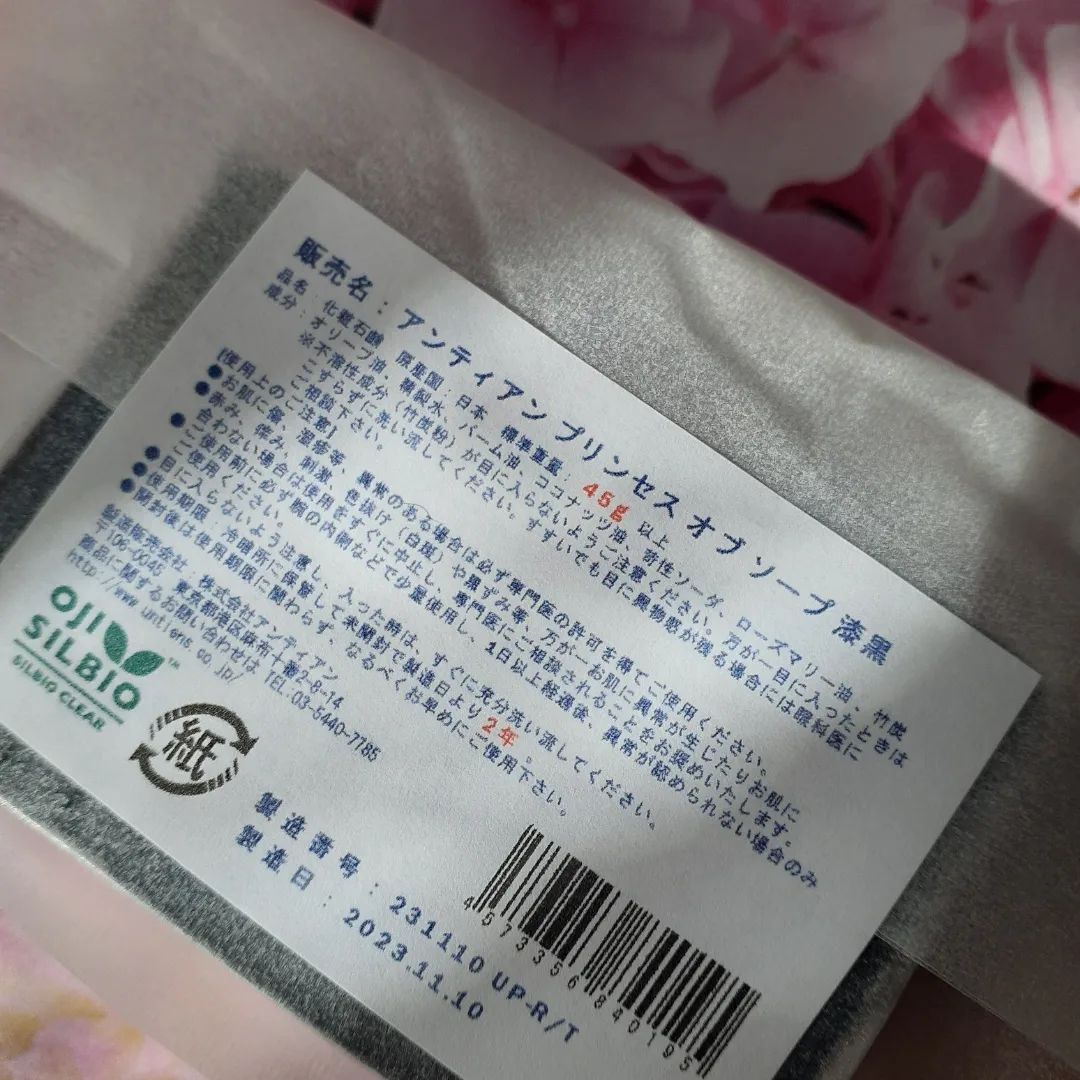 販売名：アンティアン プリンセス オブ ソープ 漆黒
品名：化粧石鹸 原産国：日本 標準重量：45g 以上
成分：オリーブ油、精製水、パーム油、ココナッツ油、苛性ソーダ、ローズマリー油、竹炭
※不溶性成分（竹微粉）が目に入らないようご注意ください。万が一目に入ったときは
こすらずに洗い流してください。すすいでも目に異物感が残る場合には眼科医に
ご相談下さい。
【使用上のご注意】
●お肌に傷、湿疹等、異常のある場合は必ず専門医の許可を得てご使用ください。
赤み、痒み、刺激、色抜け（白斑）や黒ずみ等、万が一お肌に異常が生じたりお肌に
合わない場合は使用をすぐに中止し、専門医にご相談されることをお奨めいたします。
●ご使用前に必ず腕の内側などで少量使用し、1日以上経過後、異常が認められない場合のみ
ご使用ください。
●目に入らないよう注意し、入った時は、すぐに充分洗い流してください。
●使用期限：冷暗所に保管して未開封で製造日より2年。
●開封後は使用期限に関わらず、なるべくお早めにご使用下さい。
製造販売会社：株式会社アンティアン
〒106-0045 東京都港区麻布十番2-8-14
商品に関するお問い合わせは TEL.03-5440-7785
http://www.untiens.co.jp/
OJI
SILBIO™
SILBIO CLEAR
紙
製造番号：231110 UP-R/T
製造日：2023.11.10
4573356840195